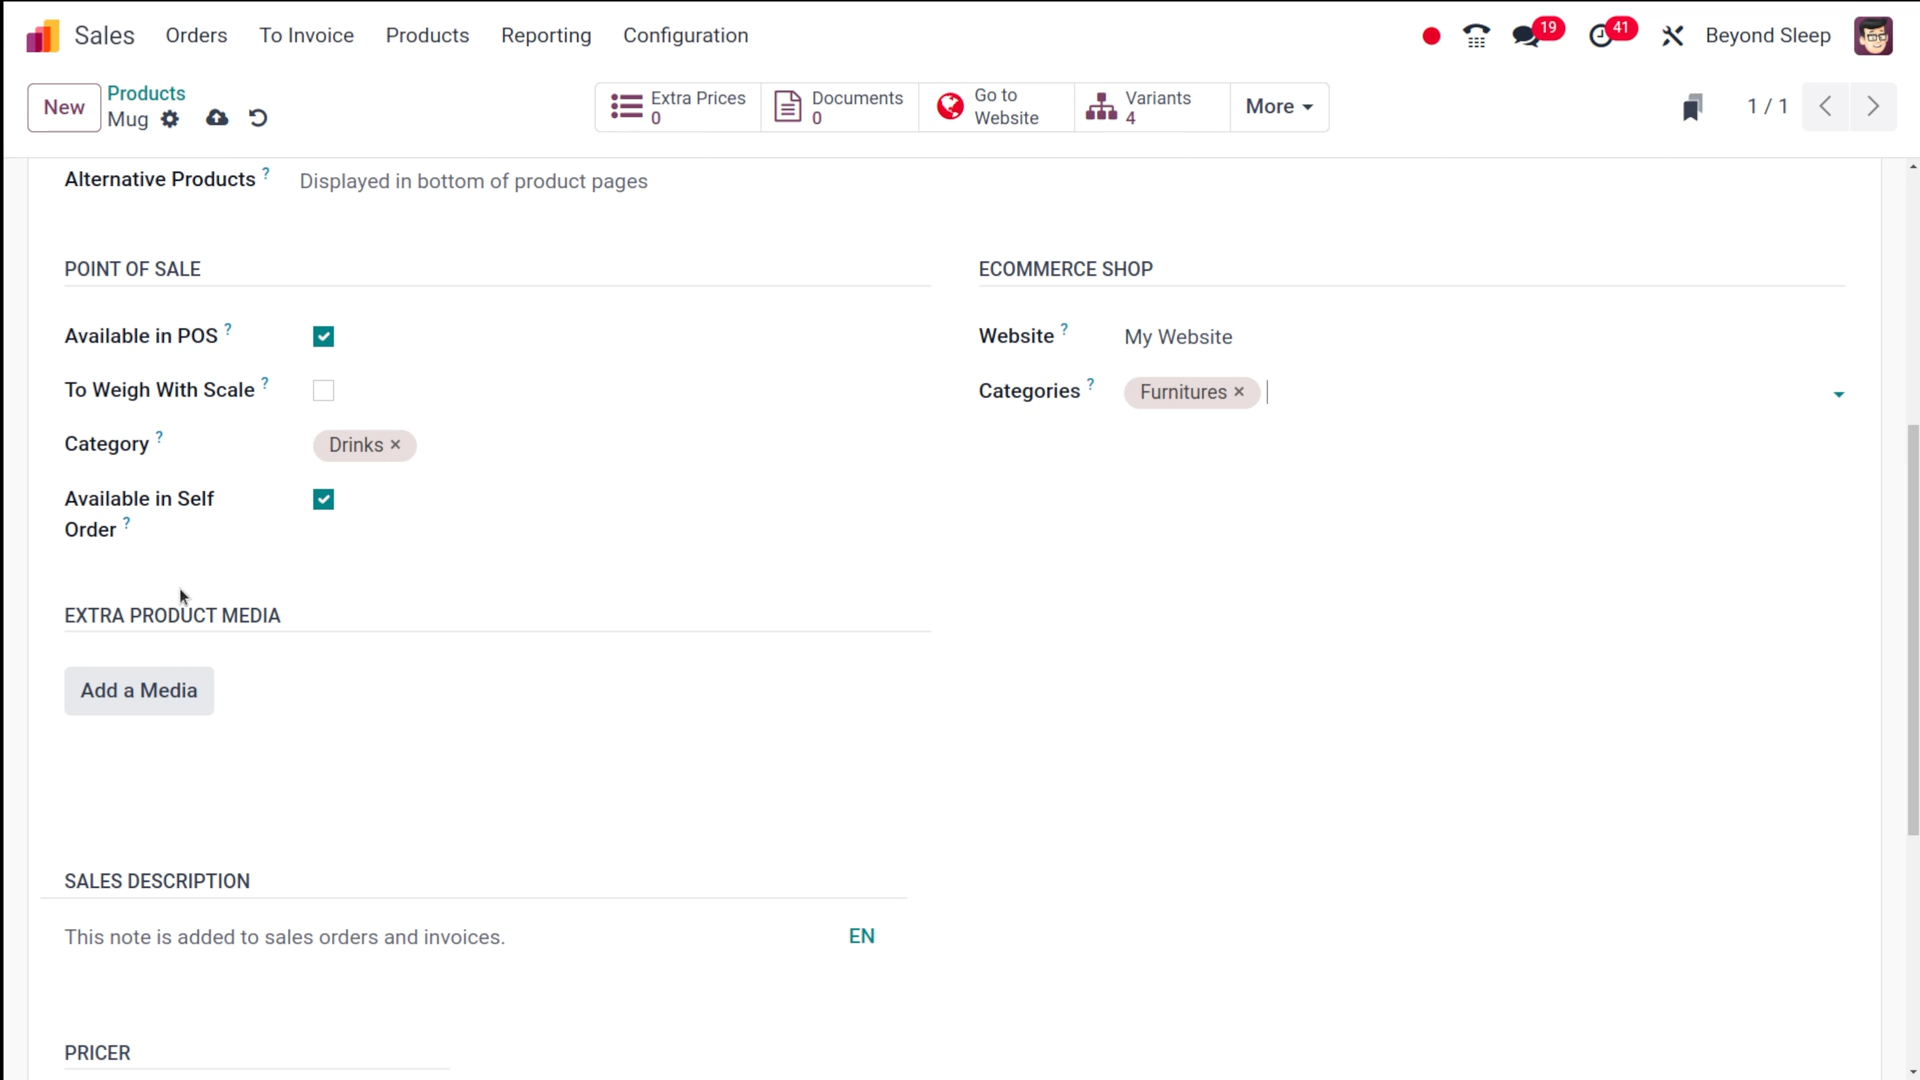 Sales Orders To Invoice Products Reporting Configuration 19 41 Beyond Sleep
New Products Mug Extra Prices 0 Documents 0 Go to Website Variants 4 More 1 / 1
Alternative Products ? Displayed in bottom of product pages
POINT OF SALE
Available in POS ?
To Weigh With Scale ?
Category ? Drinks ×
Available in Self
Order ?
ECOMMERCE SHOP
Website ? My Website
Categories ? Furnitures ×
EXTRA PRODUCT MEDIA
Add a Media
SALES DESCRIPTION
This note is added to sales orders and invoices. EN
PRICER